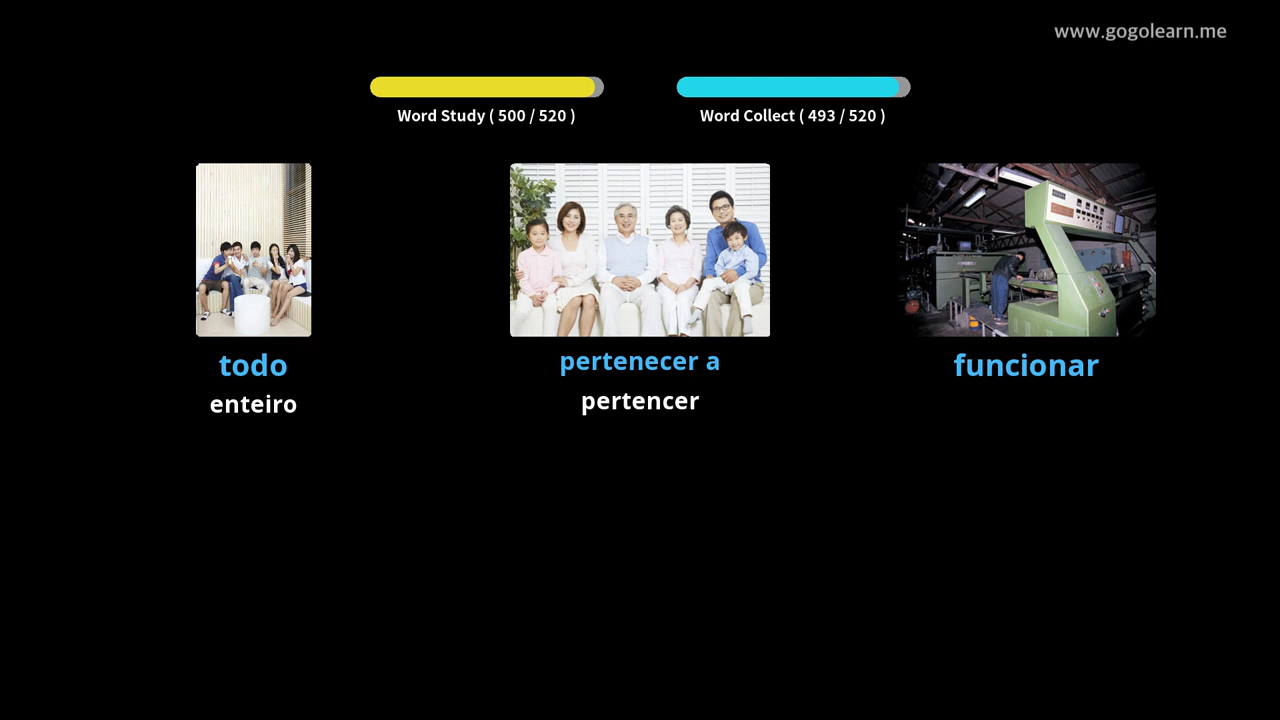 www.gogolearn.me
Word Study ( 500 / 520 )
Word Collect ( 493 / 520 )
todo
enteiro
pertenecer a
pertencer
funcionar